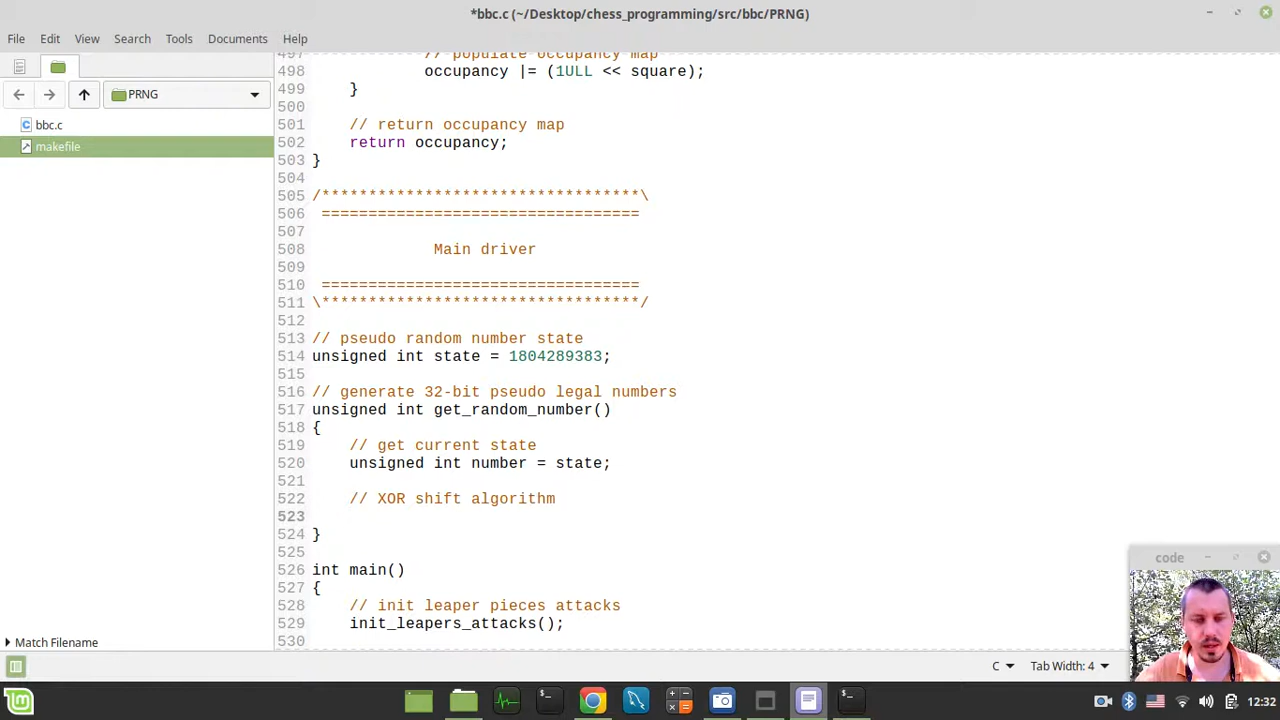 *bbc.c (~/Desktop/chess_programming/src/bbc/PRNG)
File Edit View Search Tools Documents Help
PRNG
bbc.c
makefile
Match Filename
497 // populate occupancy map
498 occupancy |= (1ULL << square);
499 }
500
501 // return occupancy map
502 return occupancy;
503 }
504
505 /**********************************\
506 ==================================
507
508 Main driver
509
510 ==================================
511 \**********************************/
512
513 // pseudo random number state
514 unsigned int state = 1804289383;
515
516 // generate 32-bit pseudo legal numbers
517 unsigned int get_random_number()
518 {
519 // get current state
520 unsigned int number = state;
521
522 // XOR shift algorithm
523
524 }
525
526 int main()
527 {
528 // init leaper pieces attacks
529 init_leapers_attacks();
530
code
C Tab Width: 4
12:32